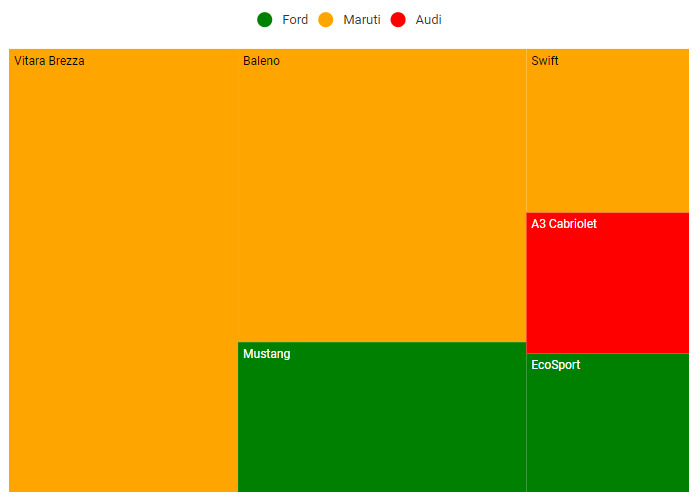 Ford Maruti Audi
Vitara Brezza
Baleno
Swift
A3 Cabriolet
Mustang
EcoSport